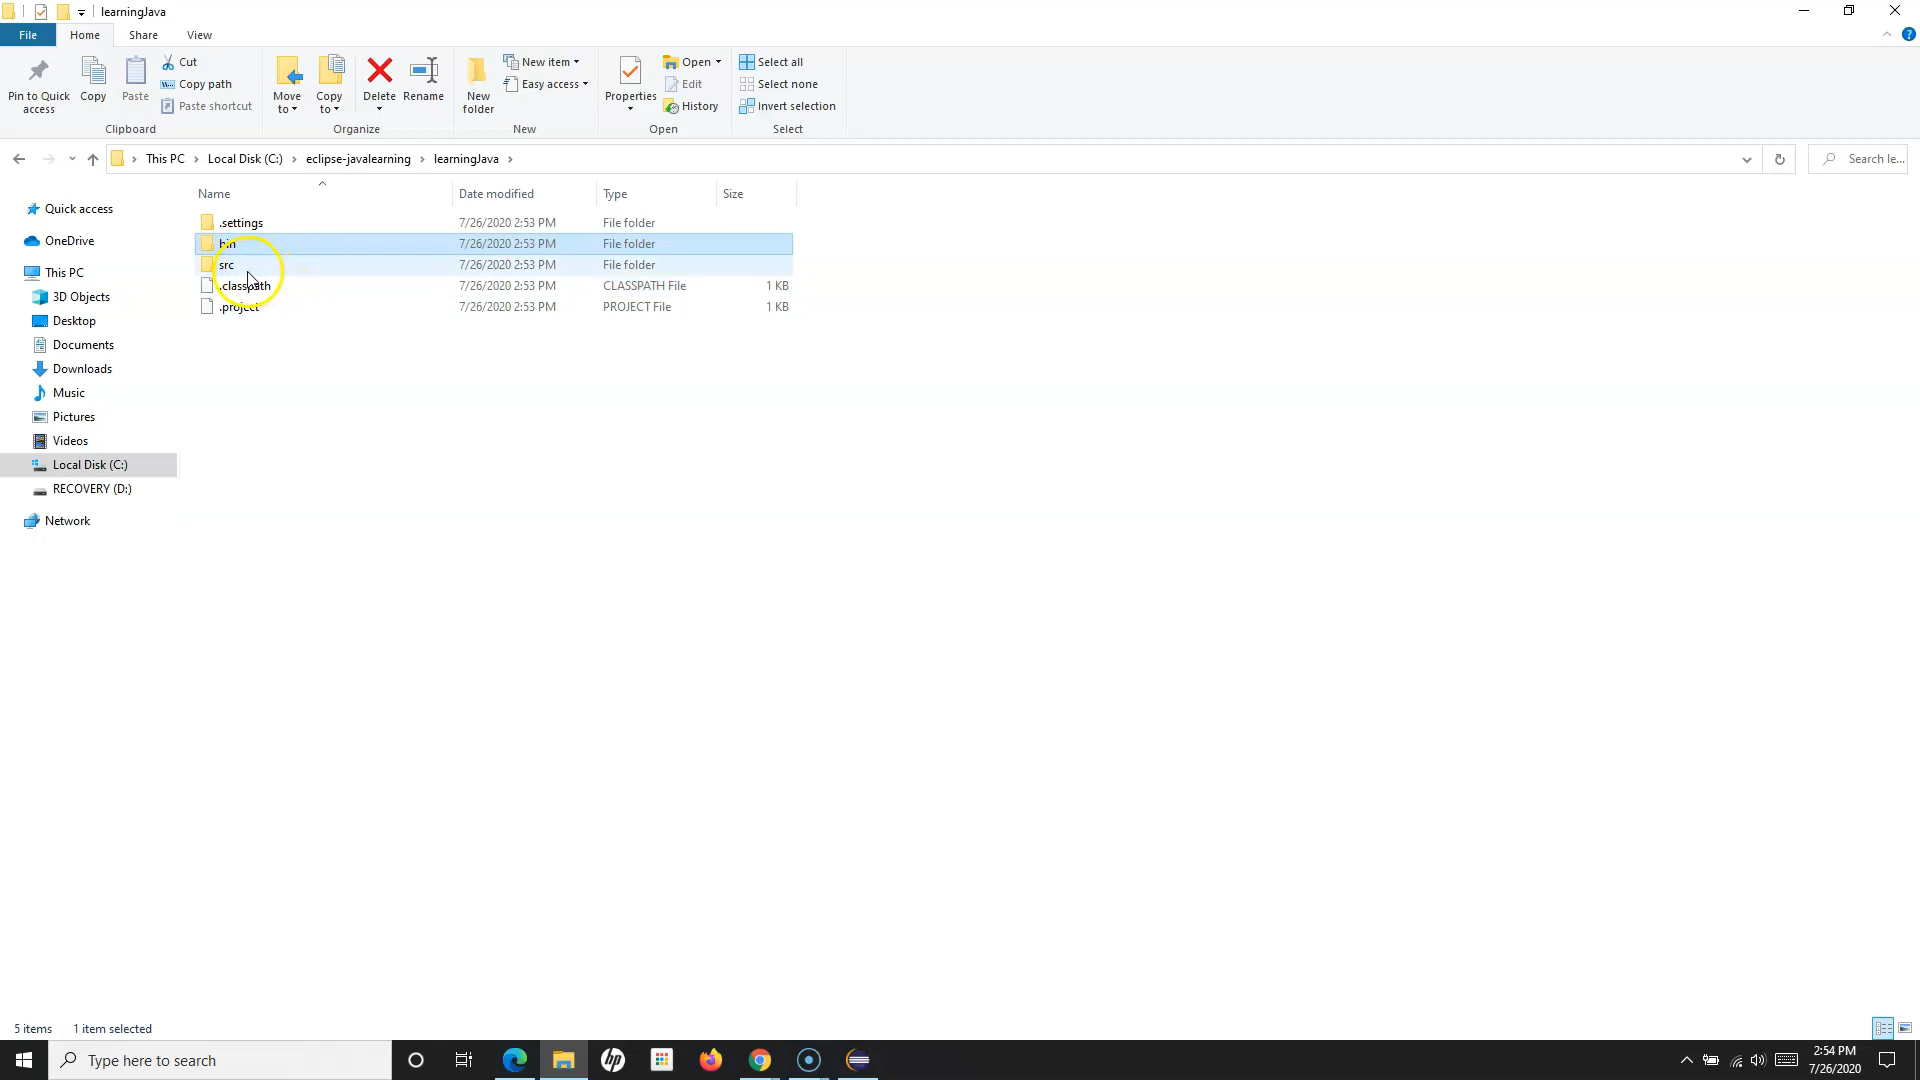 learningJava
File Home Share View
Pin to Quick access
Copy
Paste
Cut
Copy path
Paste shortcut
Clipboard
Move to
Copy to
Delete
Rename
Organize
New folder
New item
Easy access
New
Properties
Open
Edit
History
Open
Select all
Select none
Invert selection
Select
This PC > Local Disk (C:) > eclipse-javalearning > learningJava >
Search le...
Name Date modified Type Size
.settings 7/26/2020 2:53 PM File folder
bin 7/26/2020 2:53 PM File folder
src 7/26/2020 2:53 PM File folder
.classpath 7/26/2020 2:53 PM CLASSPATH File 1 KB
.project 7/26/2020 2:53 PM PROJECT File 1 KB
Quick access
OneDrive
This PC
3D Objects
Desktop
Documents
Downloads
Music
Pictures
Videos
Local Disk (C:)
RECOVERY (D:)
Network
5 items 1 item selected
Type here to search
hp
2:54 PM
7/26/2020